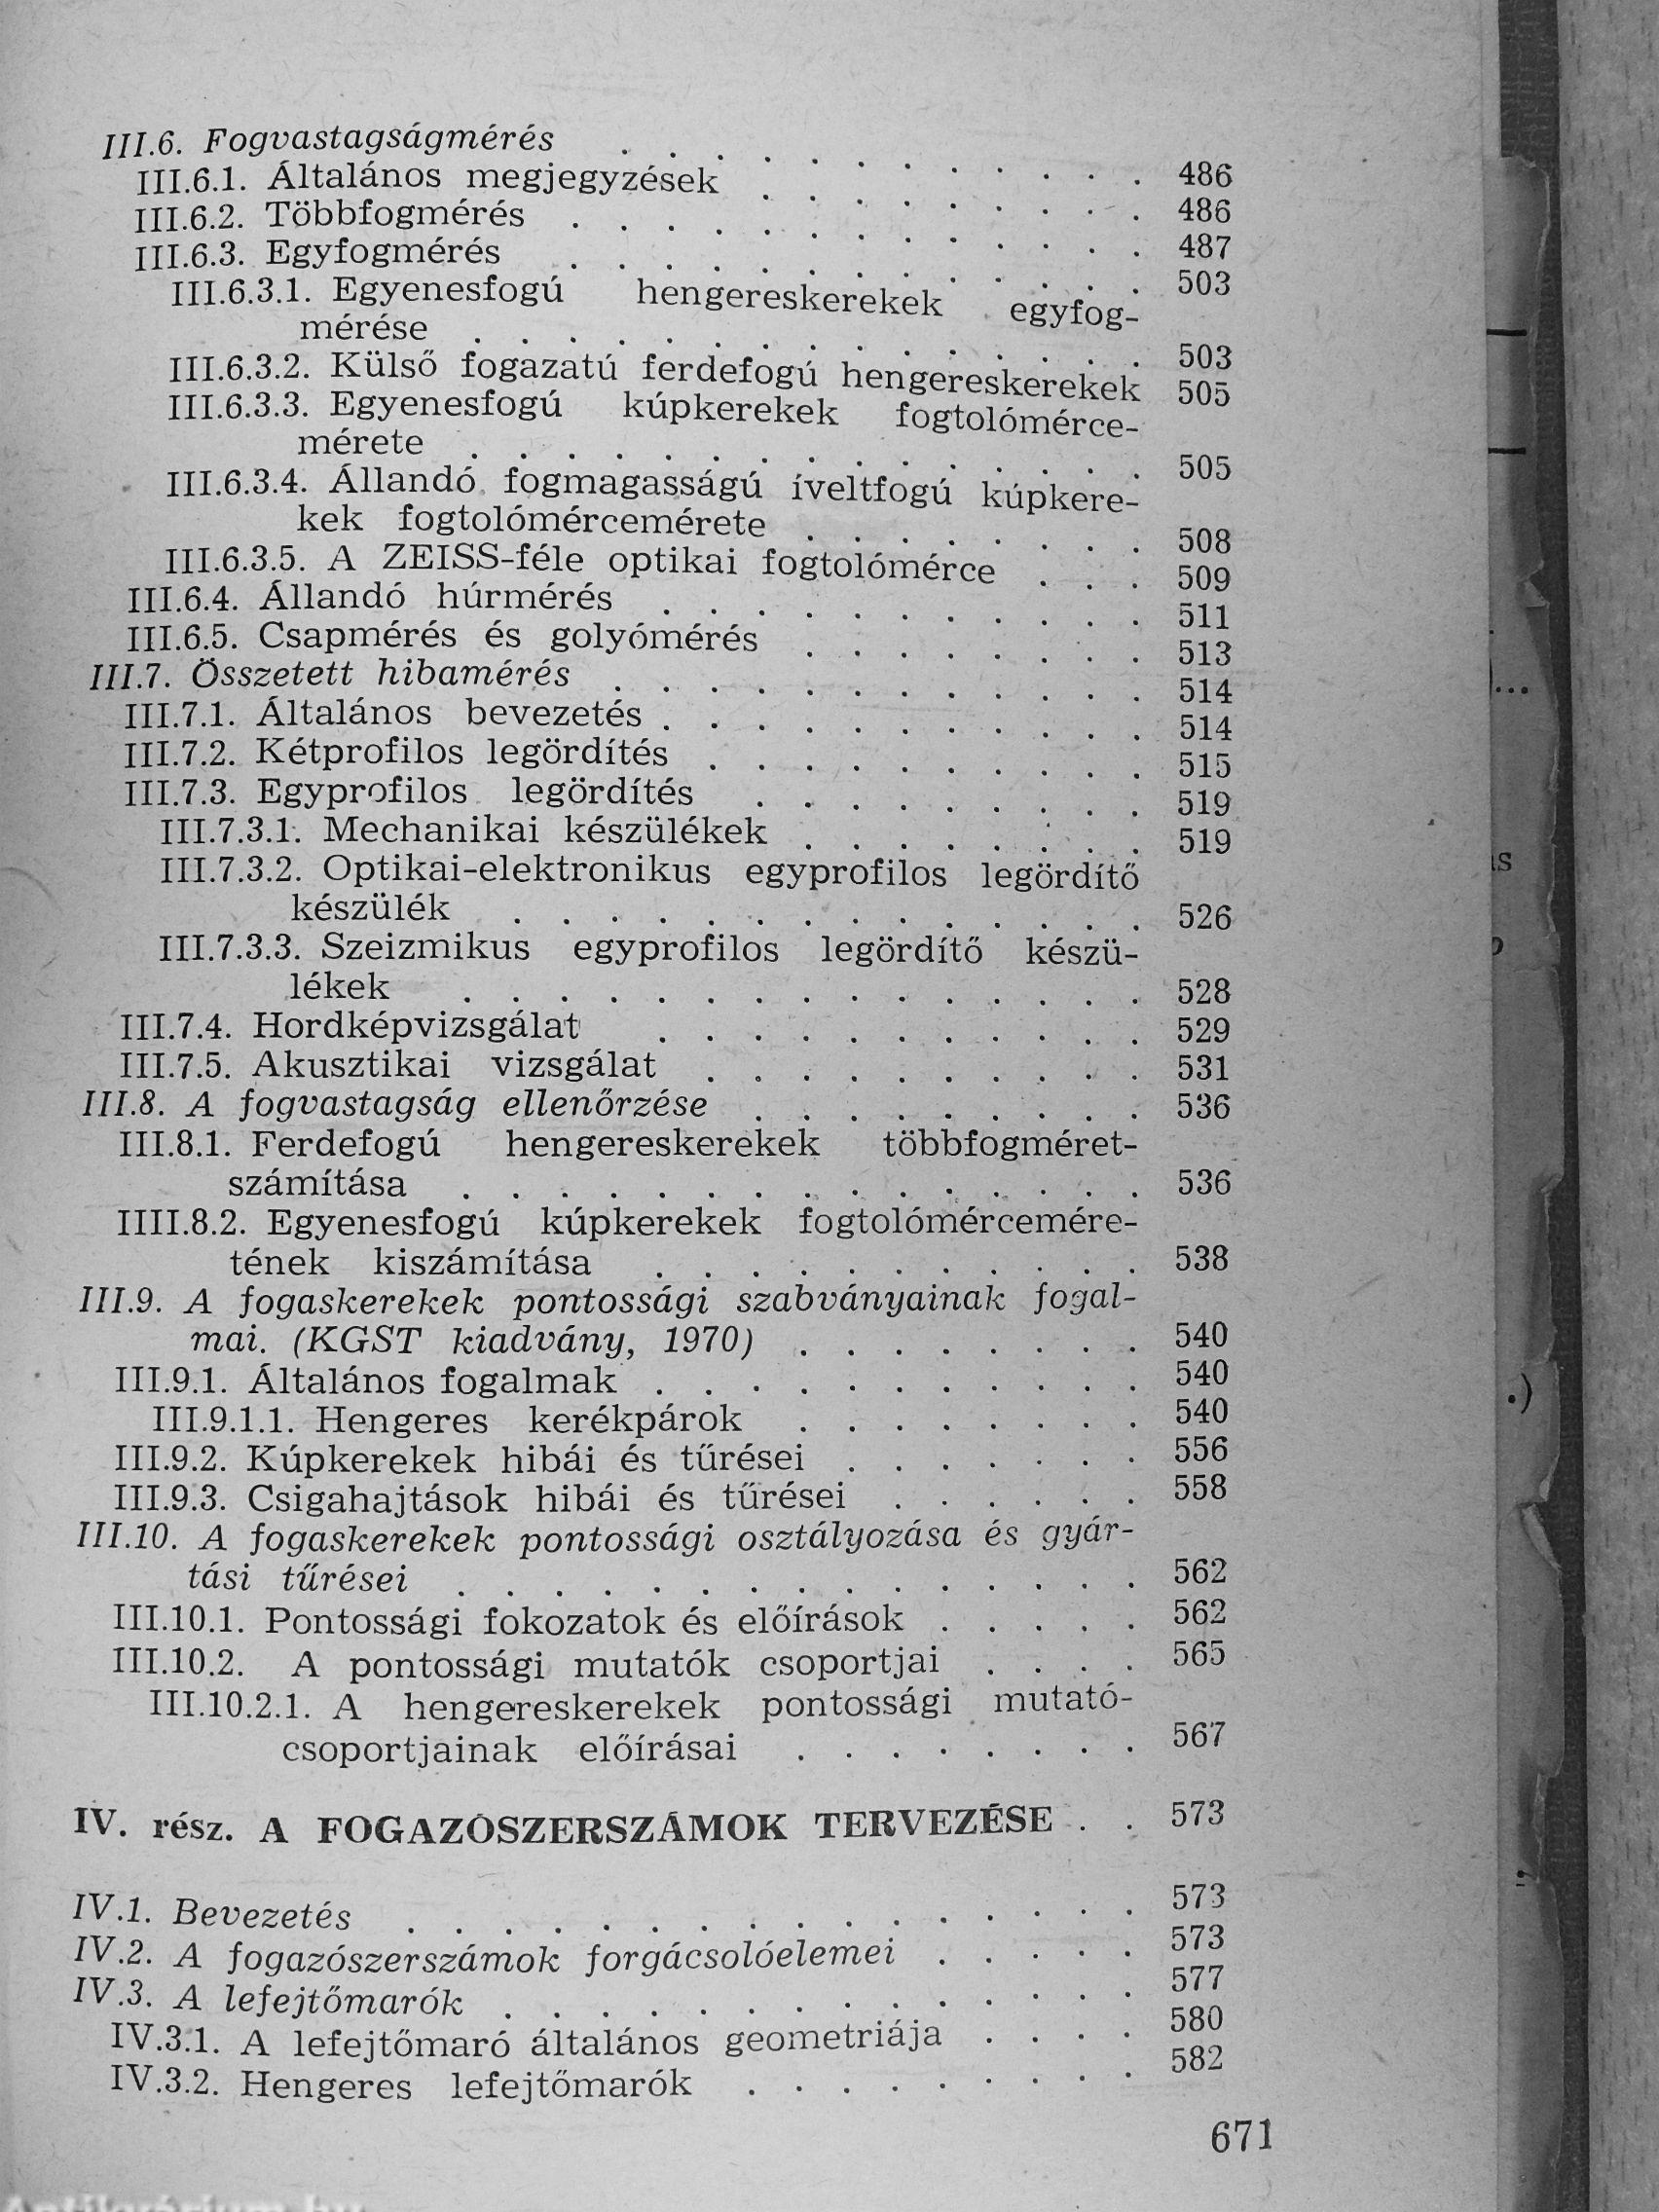 III.6. Fogvastagságmérés . . . . . . . . . . . . 486
III.6.1. Általános megjegyzések . . . . . . . . . 486
III.6.2. Többfogmérés . . . . . . . . . . . . . 487
III.6.3. Egyfogmérés . . . . . . . . . . . . . 503
III.6.3.1. Egyenesfogú hengereskerekek egyfog-
mérése . . . . . . . . . . . . . . . 503
III.6.3.2. Külső fogazatú ferdefogú hengereskerekek 505
III.6.3.3. Egyenesfogú kúpkerekek fogtolómérce-
mérete . . . . . . . . . . . . . . . 505
III.6.3.4. Állandó fogmagasságú íveltfogú kúpkere-
kek fogtolómércemérete . . . . . . . . 508
III.6.3.5. A ZEISS-féle optikai fogtolómérce . . . 509
III.6.4. Állandó húrmérés . . . . . . . . . . . 511
III.6.5. Csapmérés és golyómérés . . . . . . . . 513
III.7. Összetett hibamérés . . . . . . . . . . . . 514
III.7.1. Általános bevezetés . . . . . . . . . . . 514
III.7.2. Kétprofilos legördítés . . . . . . . . . . 515
III.7.3. Egyprofilos legördítés . . . . . . . . . 519
III.7.3.1. Mechanikai készülékek . . . . . . . . 519
III.7.3.2. Optikai-elektronikus egyprofilos legördítő
készülék . . . . . . . . . . . . . . 526
III.7.3.3. Szeizmikus egyprofilos legördítő készü-
lékek . . . . . . . . . . . . . . . 528
III.7.4. Hordképvizsgálat . . . . . . . . . . . 529
III.7.5. Akusztikai vizsgálat . . . . . . . . . . 531
III.8. A fogvastagság ellenőrzése . . . . . . . . . 536
III.8.1. Ferdefogú hengereskerekek többfogméret-
számítása . . . . . . . . . . . . . . . 536
IIII.8.2. Egyenesfogú kúpkerekek fogtolómércemére-
tének kiszámítása . . . . . . . . . . . 538
III.9. A fogaskerekek pontossági szabványainak fogal-
mai. (KGST kiadvány, 1970) . . . . . . . . 540
III.9.1. Általános fogalmak . . . . . . . . . . . 540
III.9.1.1. Hengeres kerékpárok . . . . . . . . 540
III.9.2. Kúpkerekek hibái és tűrései . . . . . . . 556
III.9.3. Csigahajtások hibái és tűrései . . . . . . 558
III.10. A fogaskerekek pontossági osztályozása és gyár-
tási tűrései . . . . . . . . . . . . . . . 562
III.10.1. Pontossági fokozatok és előírások . . . . . 562
III.10.2. A pontossági mutatók csoportjai . . . . 565
III.10.2.1. A hengereskerekek pontossági mutató-
csoportjainak előírásai . . . . . . . . 567
IV. rész. A FOGAZÓSZERSZÁMOK TERVEZÉSE . . 573
IV.1. Bevezetés . . . . . . . . . . . . . . . . 573
IV.2. A fogazószerszámok forgácsolóelemei . . . . . 573
IV.3. A lefejtőmarók . . . . . . . . . . . . . . 577
IV.3.1. A lefejtőmaró általános geometriája . . . . 580
IV.3.2. Hengeres lefejtőmarók . . . . . . . . . 582
671